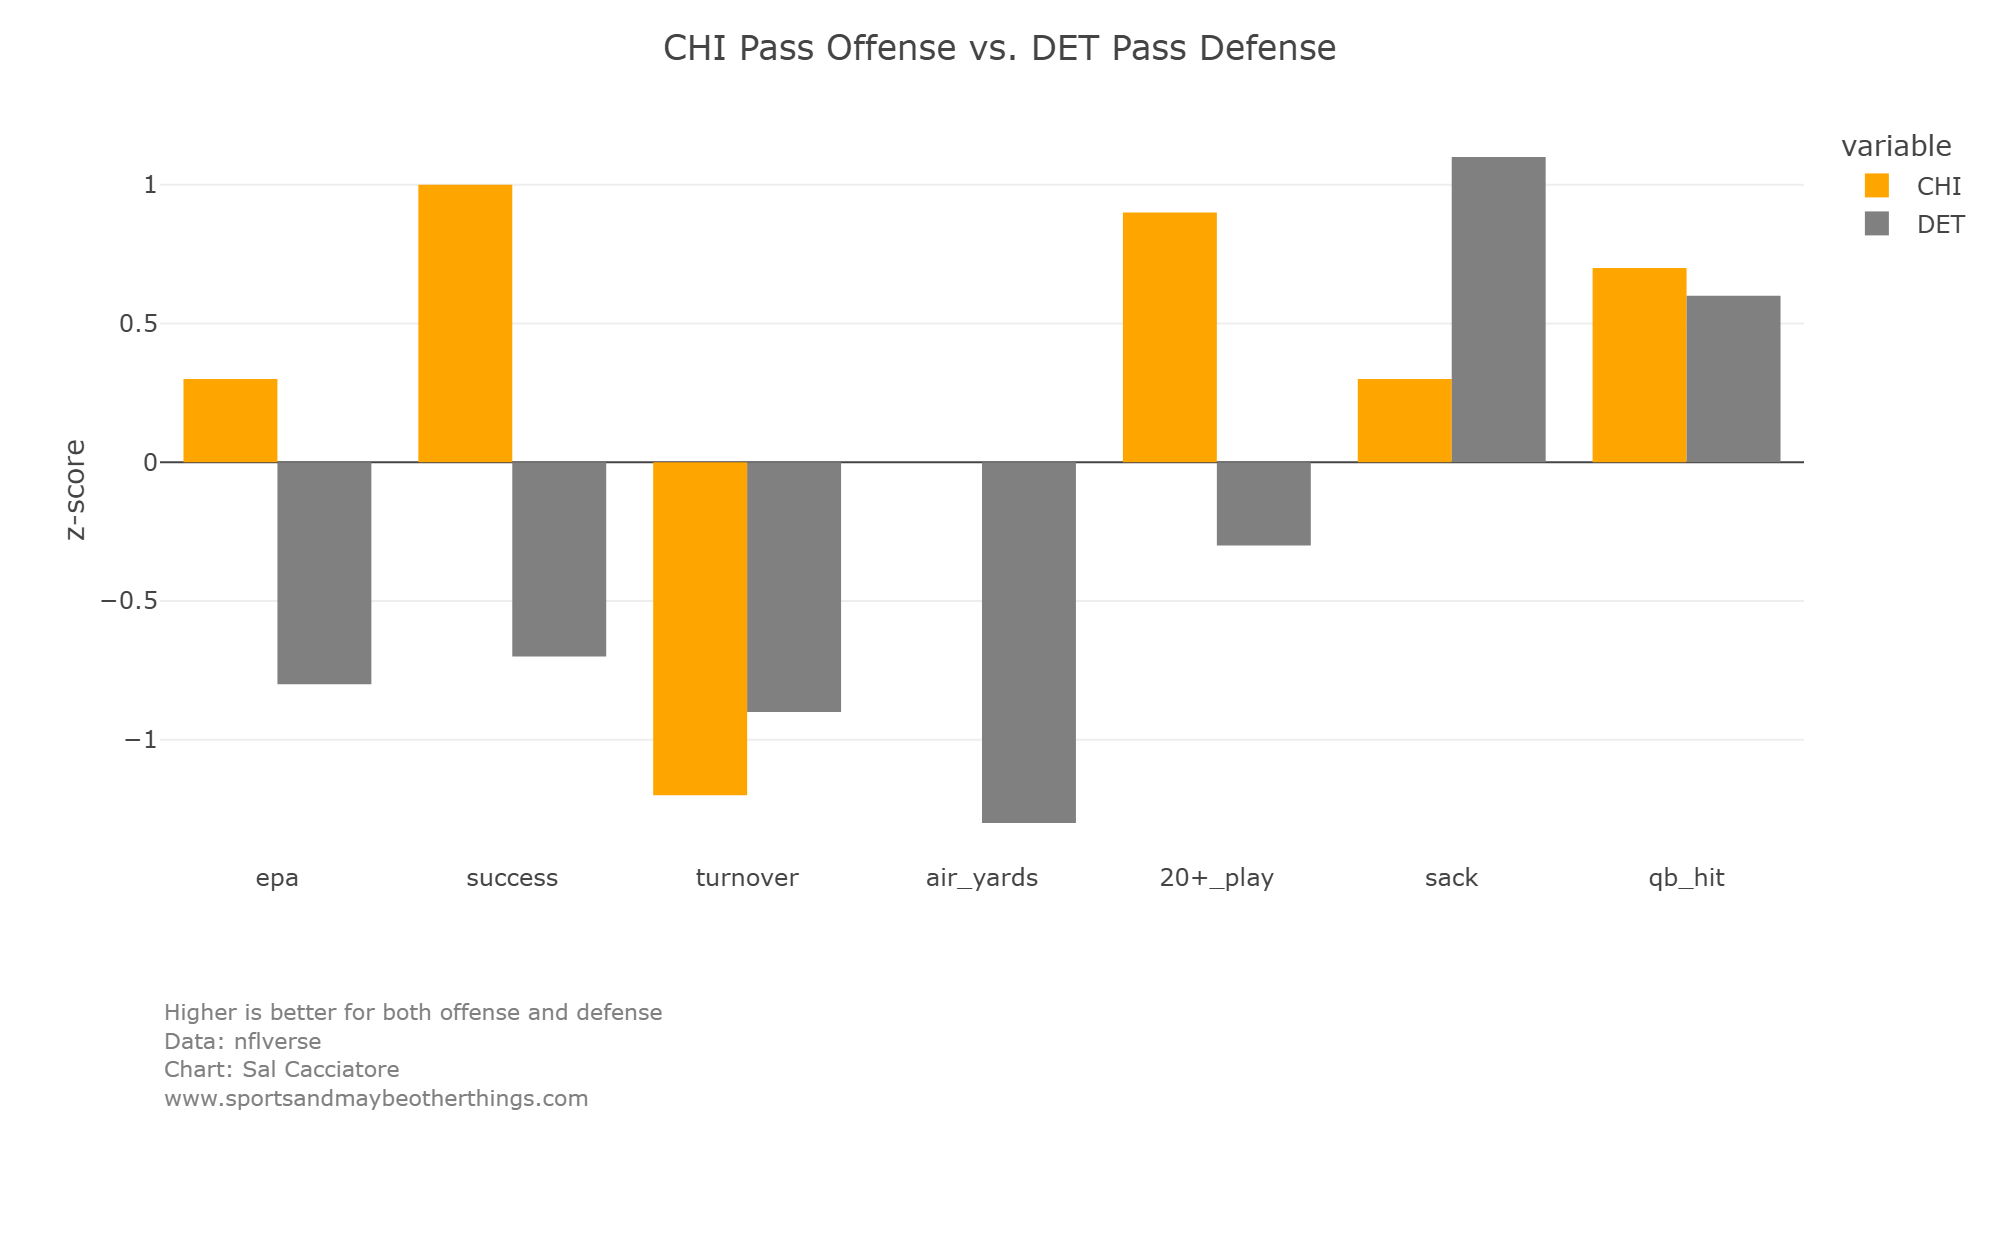 CHI Pass Offense vs. DET Pass Defense
variable
CHI
DET
1
0.5
0
−0.5
−1
z-score
epa
success
turnover
air_yards
20+_play
sack
qb_hit
Higher is better for both offense and defense
Data: nflverse
Chart: Sal Cacciatore
www.sportsandmaybeotherthings.com